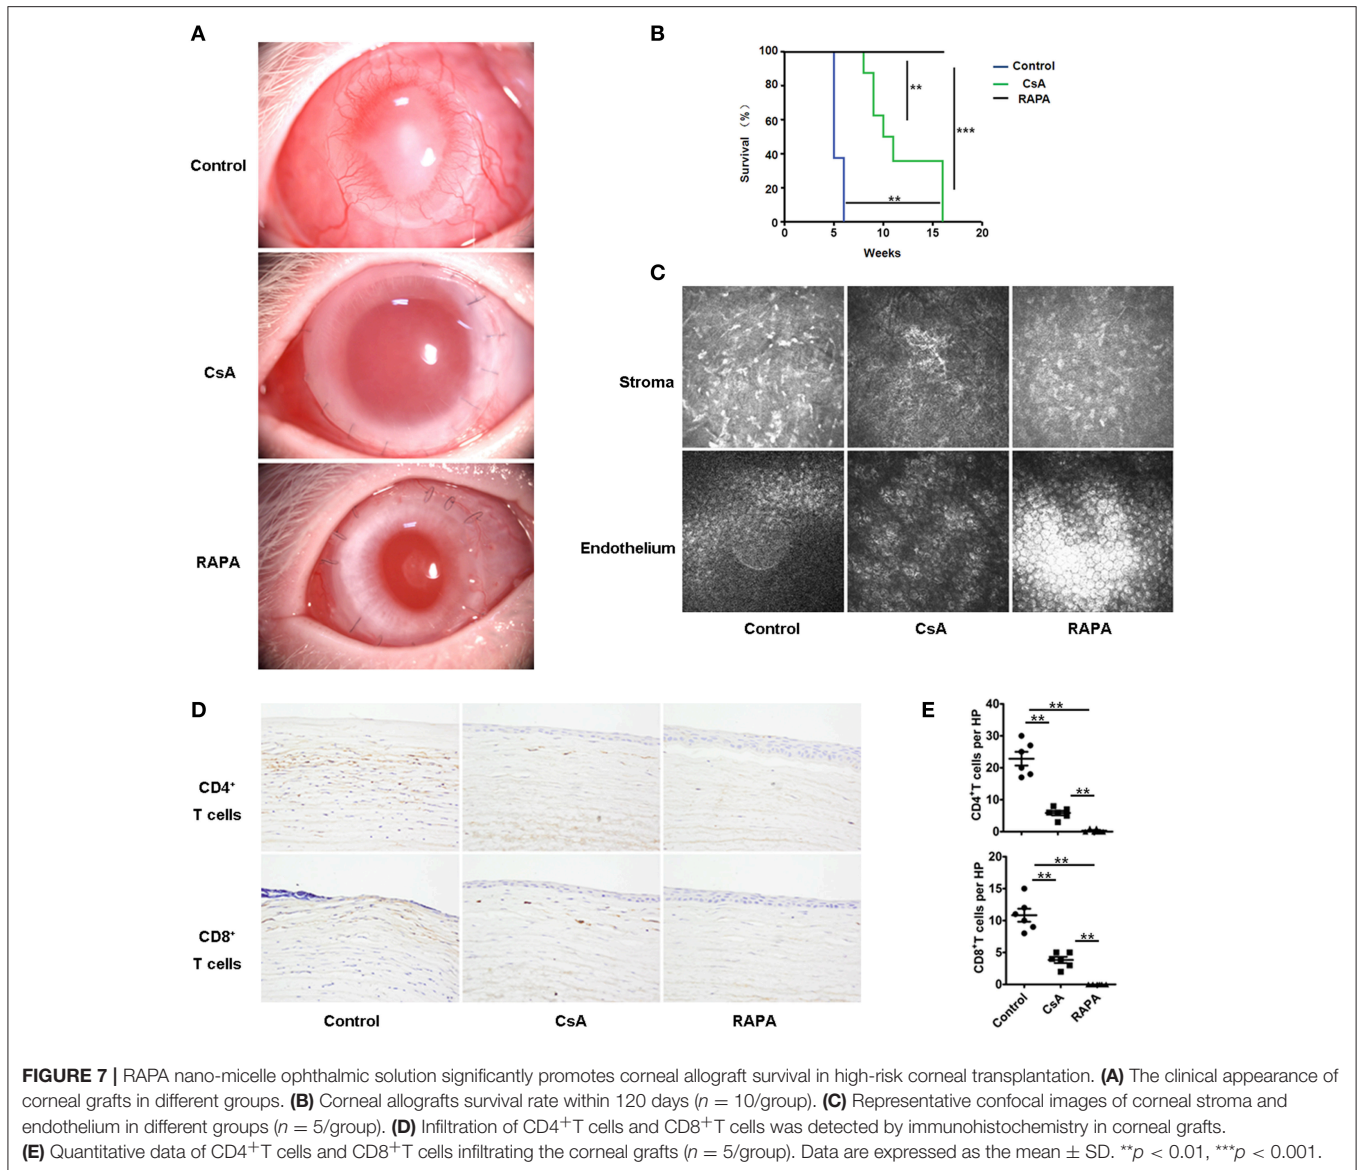 A
Control
CsA
RAPA
B
100
80
60
40
20
0
Survival (%)
0 5 10 15 20
Weeks
**
***
**
Control
CsA
RAPA
C
Stroma
Endothelium
Control CsA RAPA
D
CD4+
T cells
CD8+
T cells
Control CsA RAPA
E
40
30
20
10
0
CD4+T cells per HP
**
**
**
20
15
10
5
0
CD8+T cells per HP
**
**
**
Control CsA RAPA
FIGURE 7 | RAPA nano-micelle ophthalmic solution significantly promotes corneal allograft survival in high-risk corneal transplantation. (A) The clinical appearance of
corneal grafts in different groups. (B) Corneal allografts survival rate within 120 days (n = 10/group). (C) Representative confocal images of corneal stroma and
endothelium in different groups (n = 5/group). (D) Infiltration of CD4+T cells and CD8+T cells was detected by immunohistochemistry in corneal grafts.
(E) Quantitative data of CD4+T cells and CD8+T cells infiltrating the corneal grafts (n = 5/group). Data are expressed as the mean ± SD. **p < 0.01, ***p < 0.001.